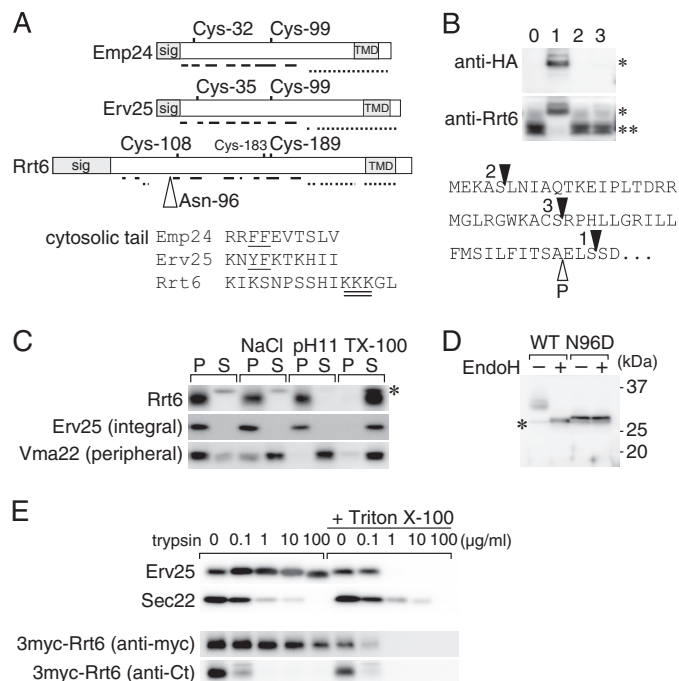 A
Cys-32 Cys-99
Emp24 sig TMD
Cys-35 Cys-99
Erv25 sig TMD
Cys-108 Cys-183 Cys-189
Rrt6 sig TMD
Asn-96
cytosolic tail Emp24 RRFFEVTSLV
Erv25 KNYFKTKHII
Rrt6 KIKSNPSSHIKKKGL
B
0 1 2 3
anti-HA *
anti-Rrt6 *
**
2
MEKASLNIAQTKEIPLTDRR
3
MGLRGWKACSRPHLLGRILL
1
FMSILFITSAELSSD...
P
C
NaCl pH11 TX-100
P S P S P S P S
Rrt6 *
Erv25 (integral)
Vma22 (peripheral)
D
WT N96D
EndoH − + − + (kDa)
37
* 25
20
E
+ Triton X-100
trypsin 0 0.1 1 10 100 0 0.1 1 10 100 (μg/ml)
Erv25
Sec22
3myc-Rrt6 (anti-myc)
3myc-Rrt6 (anti-Ct)